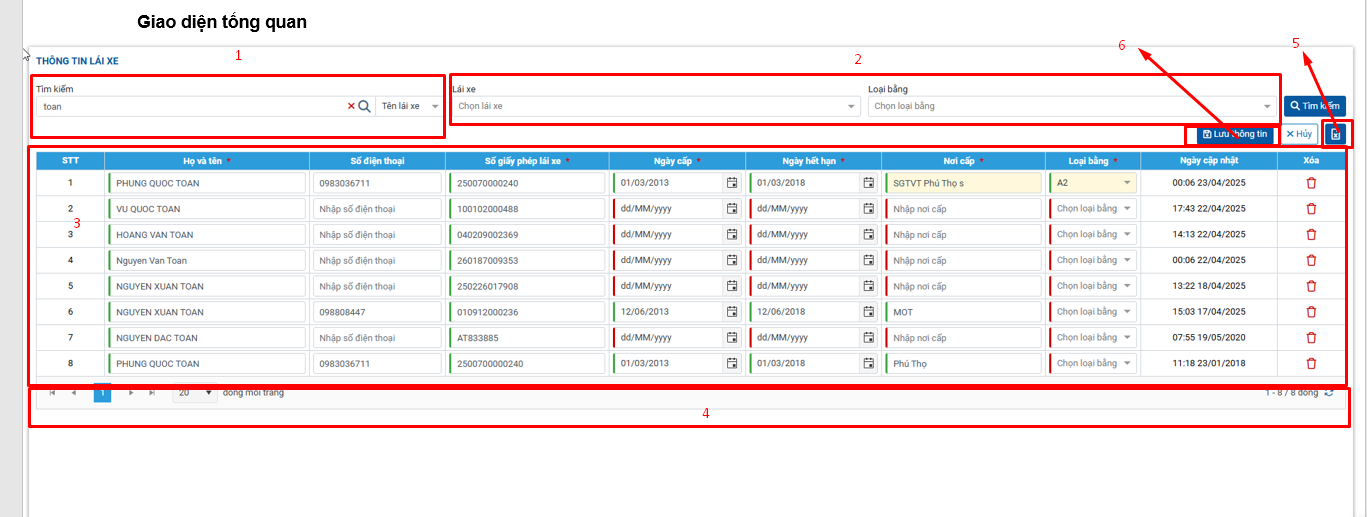 Giao diện tổng quan
1
2
6
5
THÔNG TIN LÁI XE
Tìm kiếm
Lái xe
Loại bằng
toan
Tên lái xe
Chọn lái xe
Chọn loại bằng
Tìm kiếm
Lưu thông tin
Hủy
STT Họ và tên * Số điện thoại Số giấy phép lái xe * Ngày cấp * Ngày hết hạn * Nơi cấp * Loại bằng * Ngày cập nhật Xóa
1 PHUNG QUOC TOAN 0983036711 250070000240 01/03/2013 01/03/2018 SGTVT Phú Thọ s A2 00:06 23/04/2025
2 VU QUOC TOAN Nhập số điện thoại 100102000488 dd/MM/yyyy dd/MM/yyyy Nhập nơi cấp Chọn loại bằng 17:43 22/04/2025
3
3 HOANG VAN TOAN Nhập số điện thoại 040209002369 dd/MM/yyyy dd/MM/yyyy Nhập nơi cấp Chọn loại bằng 14:13 22/04/2025
4 Nguyen Van Toan Nhập số điện thoại 260187009353 dd/MM/yyyy dd/MM/yyyy Nhập nơi cấp Chọn loại bằng 00:06 22/04/2025
5 NGUYEN XUAN TOAN Nhập số điện thoại 250226017908 dd/MM/yyyy dd/MM/yyyy Nhập nơi cấp Chọn loại bằng 13:22 18/04/2025
6 NGUYEN XUAN TOAN 098808447 010912000236 12/06/2013 12/06/2018 MOT Chọn loại bằng 15:03 17/04/2025
7 NGUYEN DAC TOAN Nhập số điện thoại AT833885 dd/MM/yyyy dd/MM/yyyy Nhập nơi cấp Chọn loại bằng 07:55 19/05/2020
8 PHUNG QUOC TOAN 0983036711 2500700000240 01/03/2013 01/03/2018 Phú Thọ Chọn loại bằng 11:18 23/01/2018
1 20 dòng mỗi trang 1 - 8 / 8 dòng
4